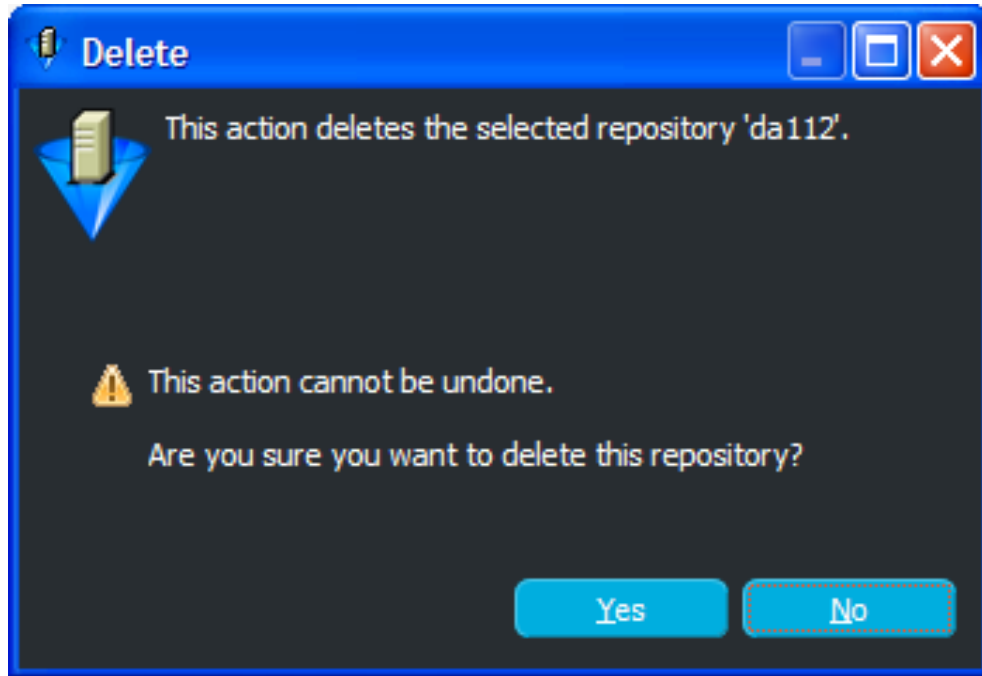 Delete
This action deletes the selected repository 'da112'.
This action cannot be undone.
Are you sure you want to delete this repository?
Yes
No